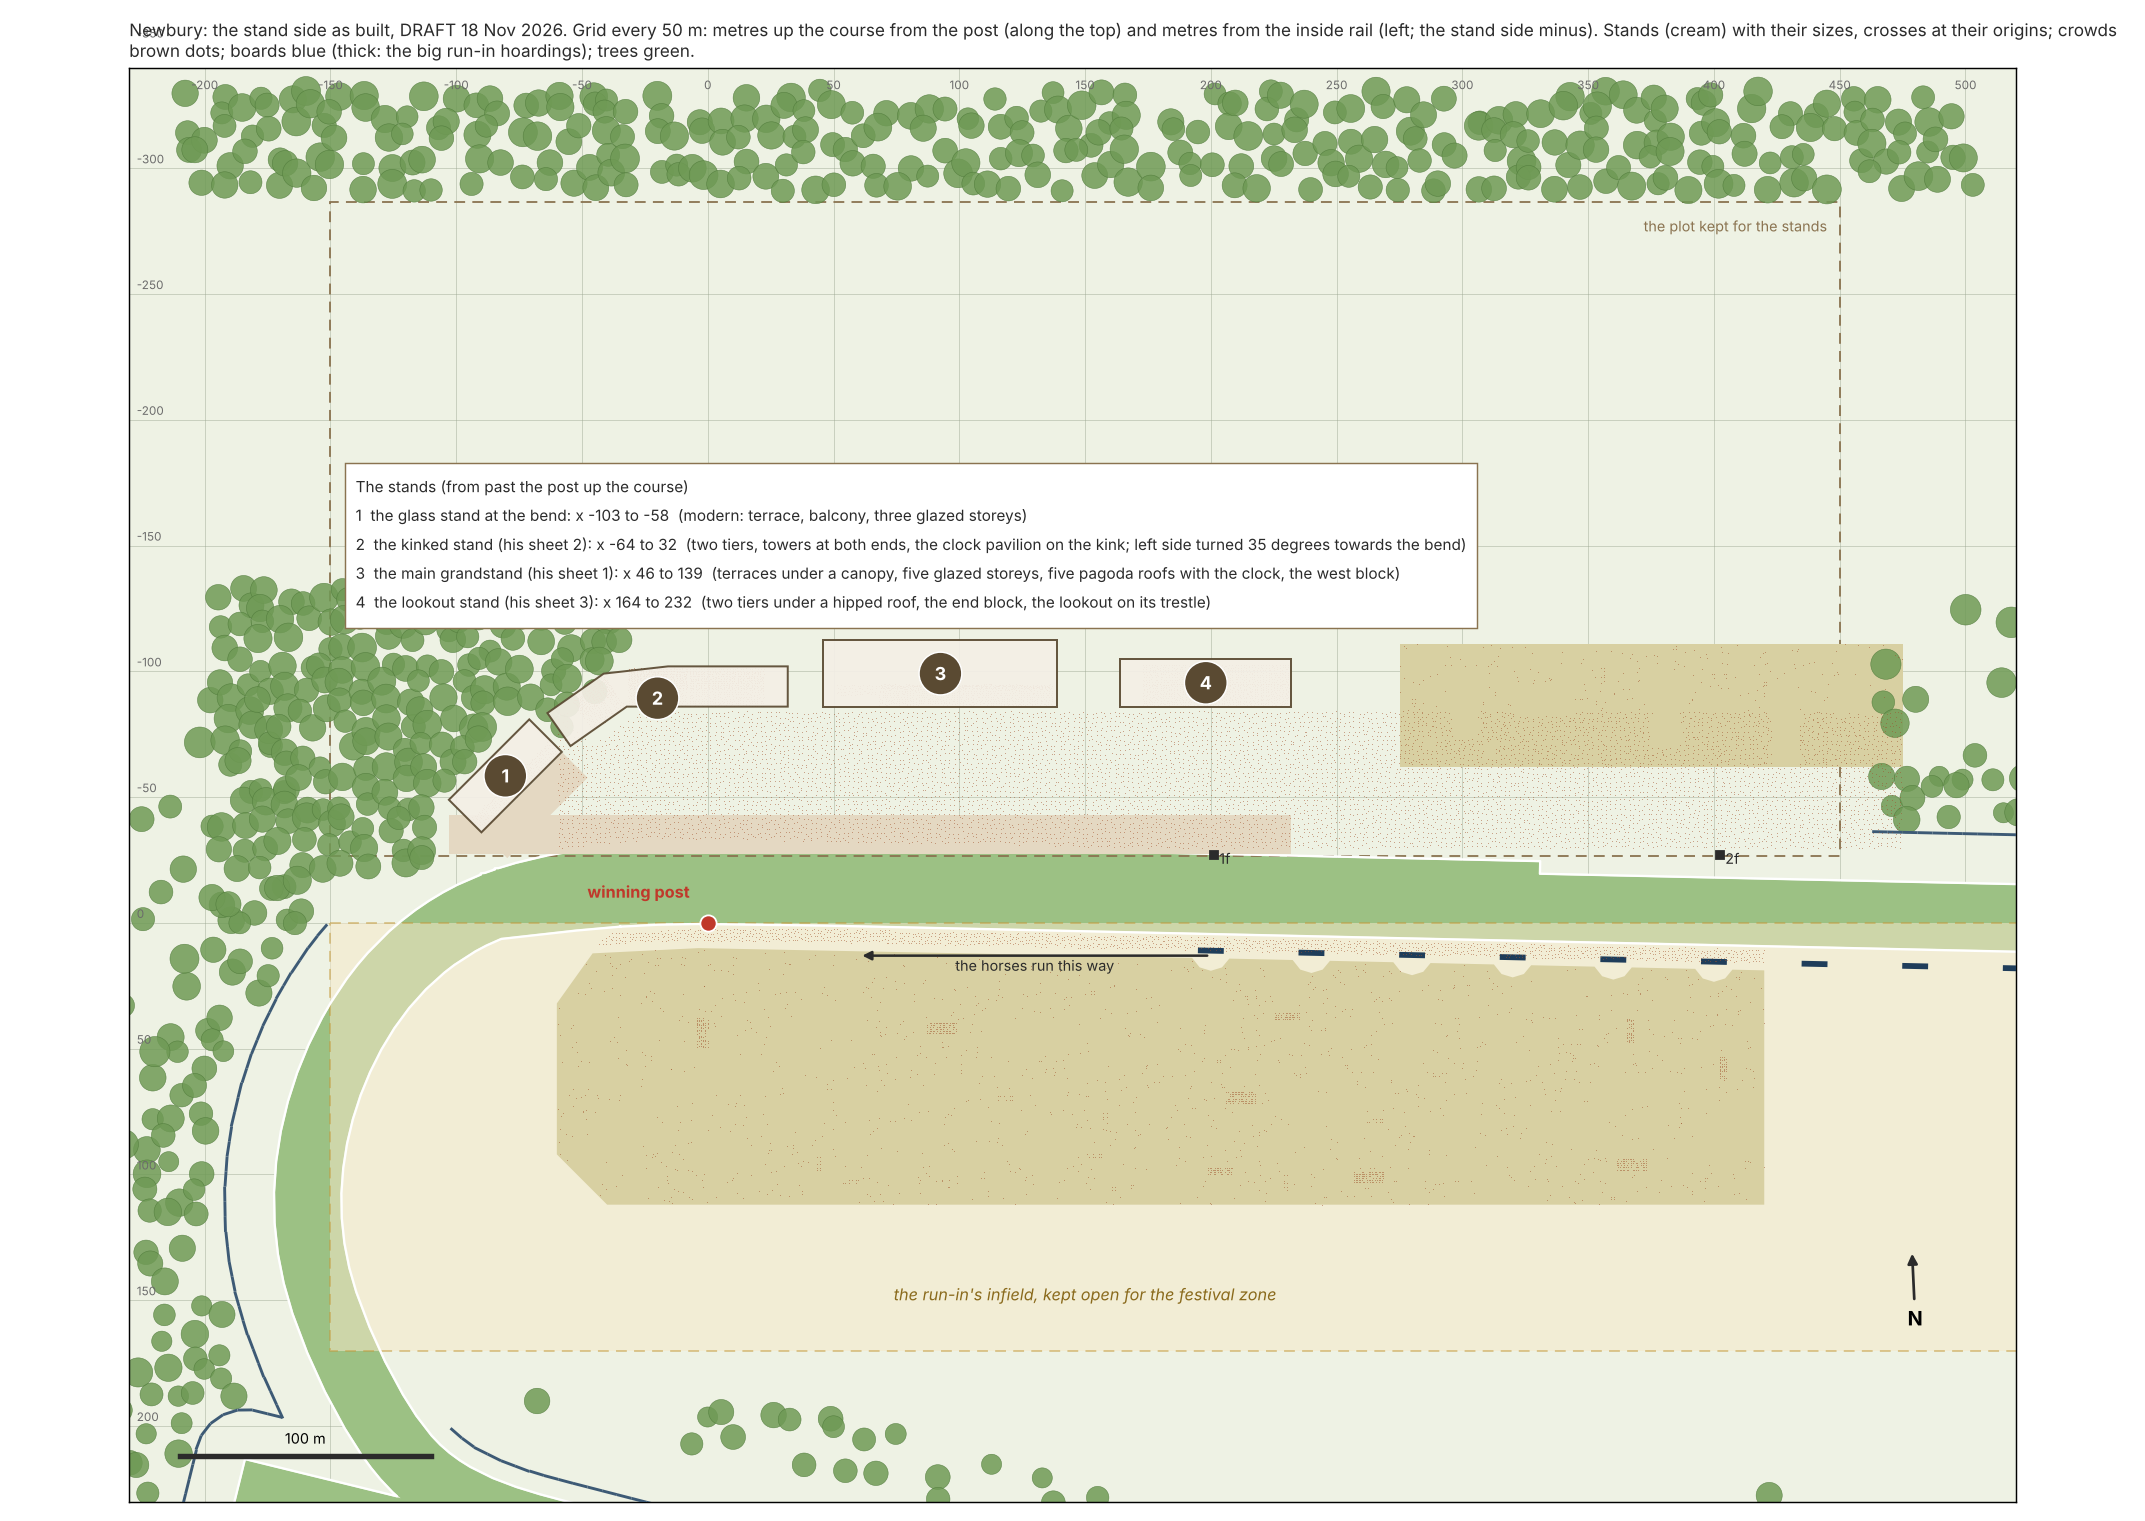 Newbury: the stand side as built, DRAFT 18 Nov 2026. Grid every 50 m: metres up the course from the post (along the top) and metres from the inside rail (left; the stand side minus). Stands (cream) with their sizes, crosses at their origins; crowds
brown dots; boards blue (thick: the big run-in hoardings); trees green.
-200 -150 -100 -50 0 50 100 150 200 250 300 350 400 450 500
-300
the plot kept for the stands
-250
-200
The stands (from past the post up the course)
1 the glass stand at the bend: x -103 to -58 (modern: terrace, balcony, three glazed storeys)
-150
2 the kinked stand (his sheet 2): x -64 to 32 (two tiers, towers at both ends, the clock pavilion on the kink; left side turned 35 degrees towards the bend)
3 the main grandstand (his sheet 1): x 46 to 139 (terraces under a canopy, five glazed storeys, five pagoda roofs with the clock, the west block)
4 the lookout stand (his sheet 3): x 164 to 232 (two tiers under a hipped roof, the end block, the lookout on its trestle)
-100
3
4
2
1
-50
1f
2f
winning post
0
the horses run this way
50
100
150
the run-in's infield, kept open for the festival zone
N
200
100 m